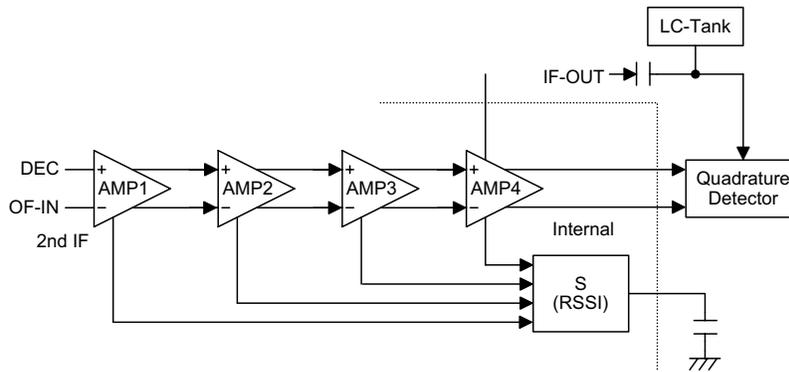 LC-Tank
IF-OUT
DEC
+
AMP1
−
+
AMP2
−
+
AMP3
−
+
AMP4
−
Quadrature
Detector
OF-IN
2nd IF
Internal
S
(RSSI)